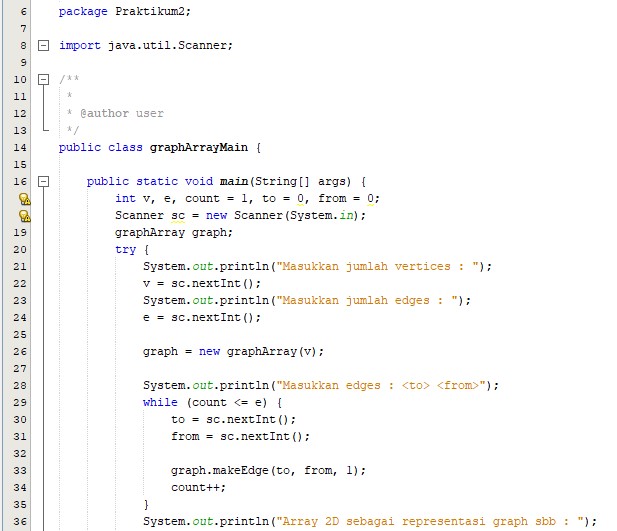 6 package Praktikum2;
7
8 import java.util.Scanner;
9
10 /**
11 *
12 * @author user
13 */
14 public class graphArrayMain {
15
16 public static void main(String[] args) {
int v, e, count = 1, to = 0, from = 0;
Scanner sc = new Scanner(System.in);
19 graphArray graph;
20 try {
21 System.out.println("Masukkan jumlah vertices : ");
22 v = sc.nextInt();
23 System.out.println("Masukkan jumlah edges : ");
24 e = sc.nextInt();
25
26 graph = new graphArray(v);
27
28 System.out.println("Masukkan edges : <to> <from>");
29 while (count <= e) {
30 to = sc.nextInt();
31 from = sc.nextInt();
32
33 graph.makeEdge(to, from, 1);
34 count++;
35 }
36 System.out.println("Array 2D sebagai representasi graph sbb : ");